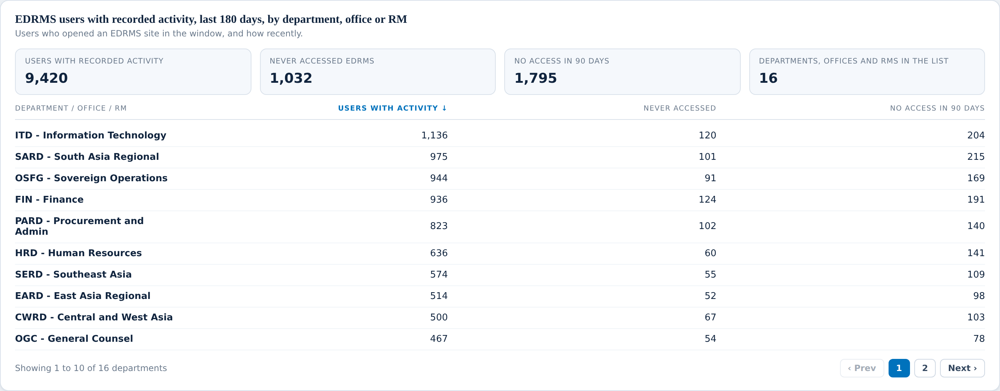 EDRMS users with recorded activity, last 180 days, by department, office or RM
Users who opened an EDRMS site in the window, and how recently.
USERS WITH RECORDED ACTIVITY
9,420
NEVER ACCESSED EDRMS
1,032
NO ACCESS IN 90 DAYS
1,795
DEPARTMENTS, OFFICES AND RMS IN THE LIST
16
DEPARTMENT / OFFICE / RM USERS WITH ACTIVITY ↓ NEVER ACCESSED NO ACCESS IN 90 DAYS
ITD - Information Technology 1,136 120 204
SARD - South Asia Regional 975 101 215
OSFG - Sovereign Operations 944 91 169
FIN - Finance 936 124 191
PARD - Procurement and
Admin 823 102 140
HRD - Human Resources 636 60 141
SERD - Southeast Asia 574 55 109
EARD - East Asia Regional 514 52 98
CWRD - Central and West Asia 500 67 103
OGC - General Counsel 467 54 78
Showing 1 to 10 of 16 departments ‹ Prev 1 2 Next ›